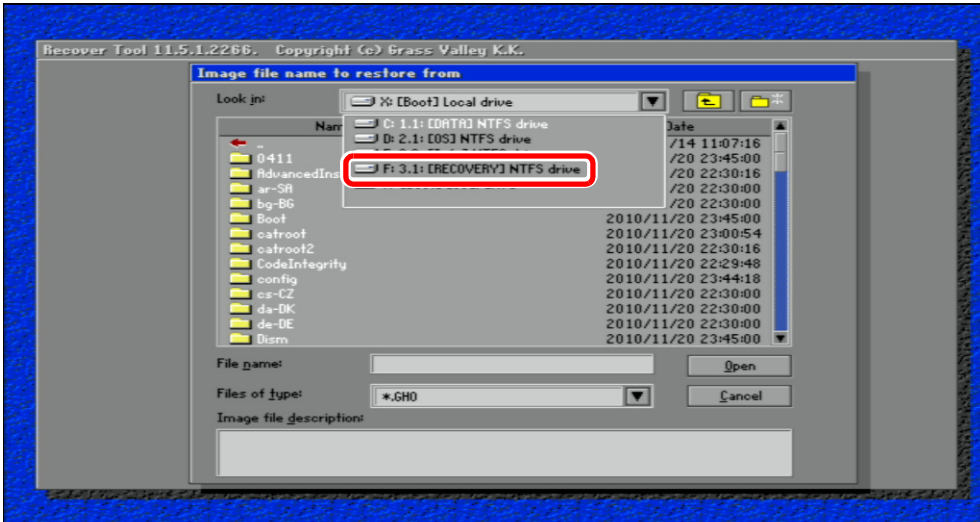 Recover Tool 11.5.1.2266. Copyright (c) Grass Valley K.K.
Image file name to restore from
Look in:
X: [Boot] Local drive
Date
C: 1.1: [DATA] NTFS drive
D: 2.1: [OS] NTFS drive
F: 3.1: [RECOVERY] NTFS drive
.. /14 11:07:16
0411 /20 23:45:00
AdvancedIns /20 22:30:16
ar-SA /20 22:30:00
bg-BG /20 22:30:00
Boot 2010/11/20 23:45:00
catroot 2010/11/20 23:00:54
catroot2 2010/11/20 22:30:16
CodeIntegrity 2010/11/20 22:29:48
config 2010/11/20 23:44:18
cs-CZ 2010/11/20 22:30:00
da-DK 2010/11/20 22:30:00
de-DE 2010/11/20 22:30:00
Dism 2010/11/20 23:45:00
File name:
Open
Files of type:
*.GHO
Cancel
Image file description: